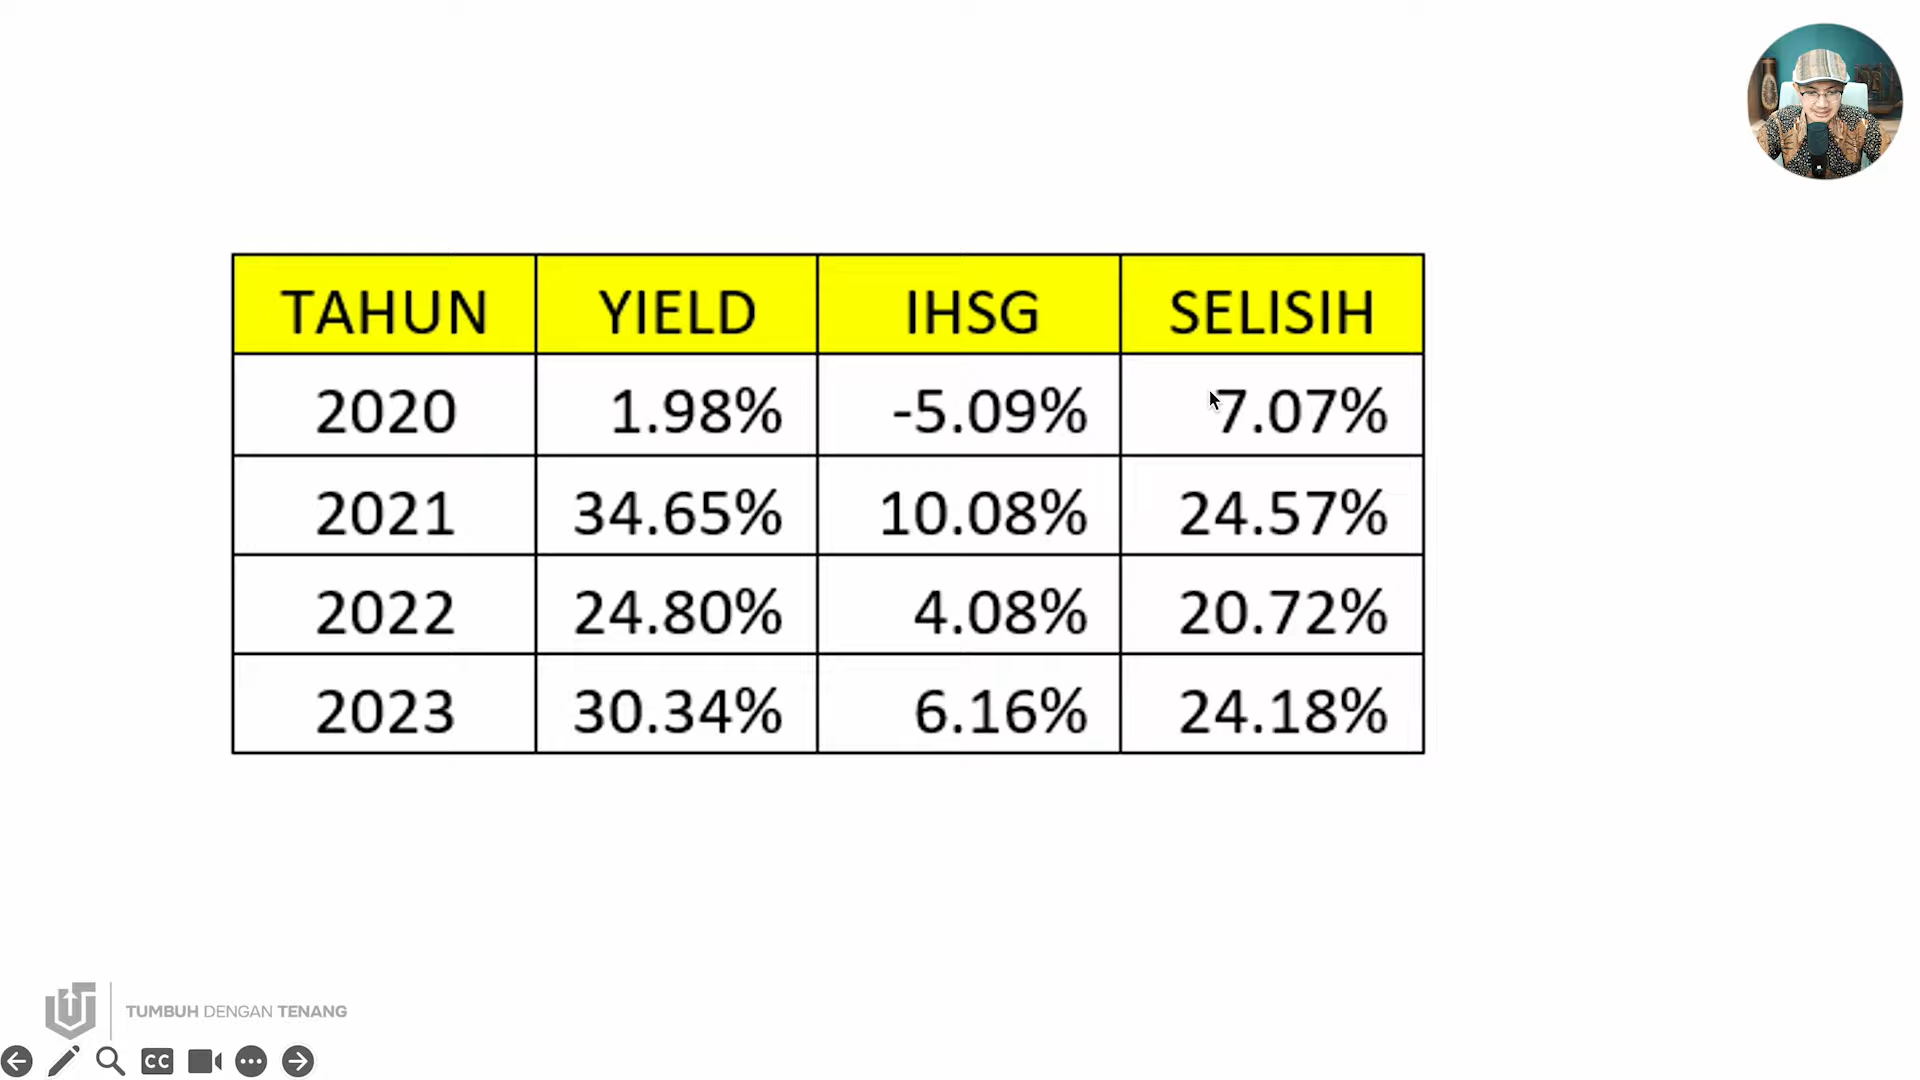 TAHUN YIELD IHSG SELISIH
2020 1.98% -5.09% 7.07%
2021 34.65% 10.08% 24.57%
2022 24.80% 4.08% 20.72%
2023 30.34% 6.16% 24.18%
TUMBUH DENGAN TENANG
CC